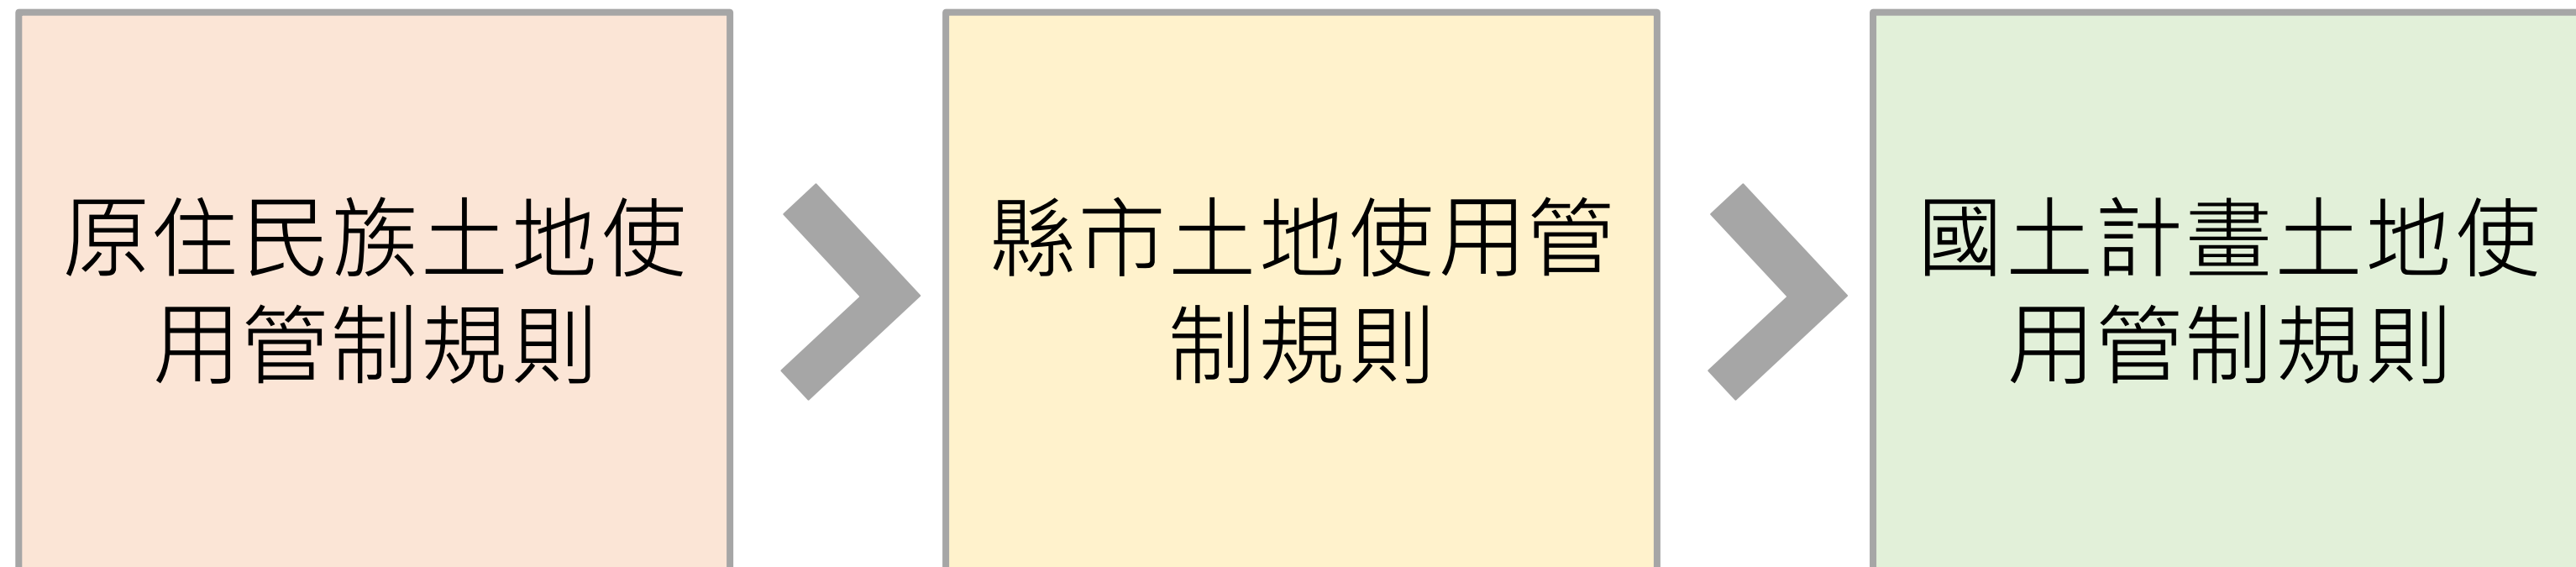 原住民族土地使
用管制規則
縣市土地使用管
制規則
國土計畫土地使
用管制規則